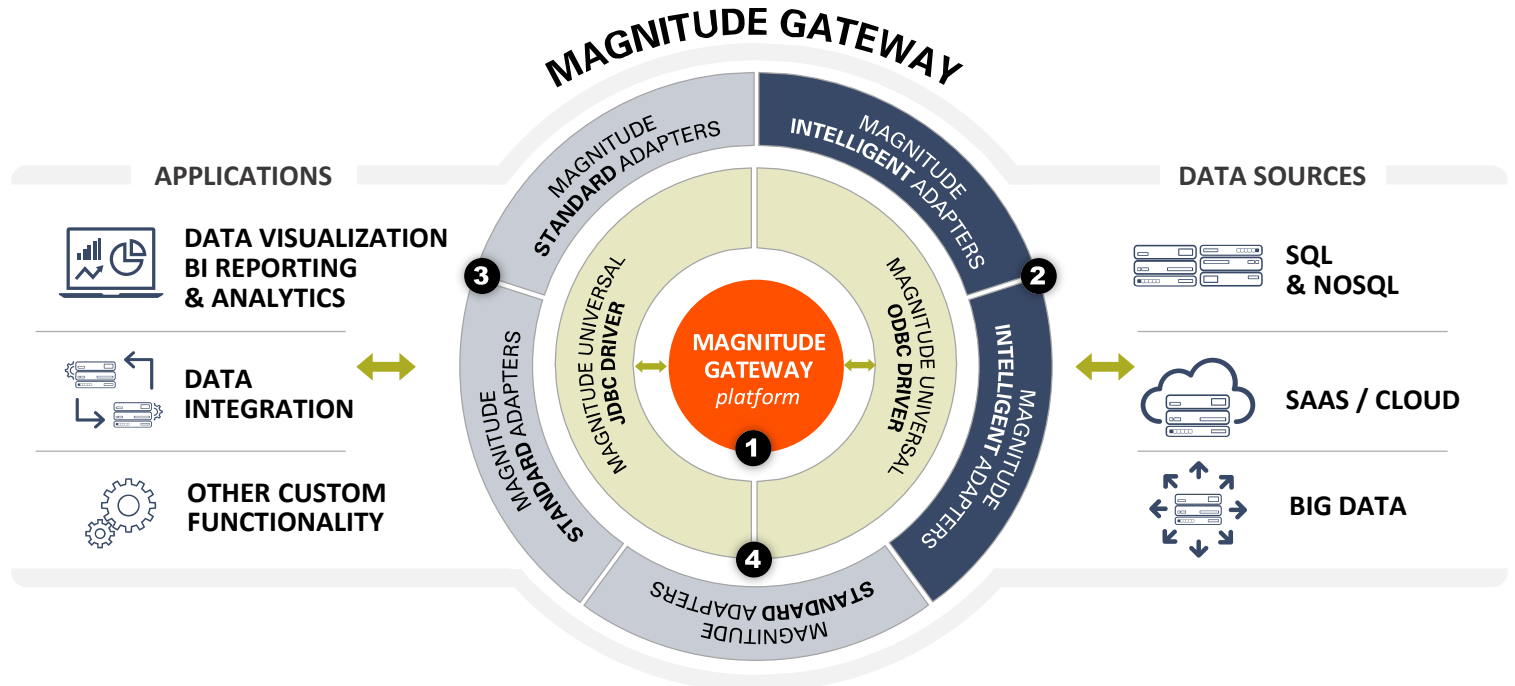 MAGNITUDE GATEWAY
APPLICATIONS
DATA VISUALIZATION
BI REPORTING
& ANALYTICS
DATA
INTEGRATION
OTHER CUSTOM
FUNCTIONALITY
MAGNITUDE
STANDARD ADAPTERS
MAGNITUDE
INTELLIGENT ADAPTERS
3
2
MAGNITUDE
STANDARD ADAPTERS
MAGNITUDE UNIVERSAL
JDBC DRIVER
MAGNITUDE
GATEWAY
platform
1
MAGNITUDE UNIVERSAL
ODBC DRIVER
MAGNITUDE
INTELLIGENT ADAPTERS
4
MAGNITUDE
STANDARD ADAPTERS
DATA SOURCES
SQL
& NOSQL
SAAS / CLOUD
BIG DATA